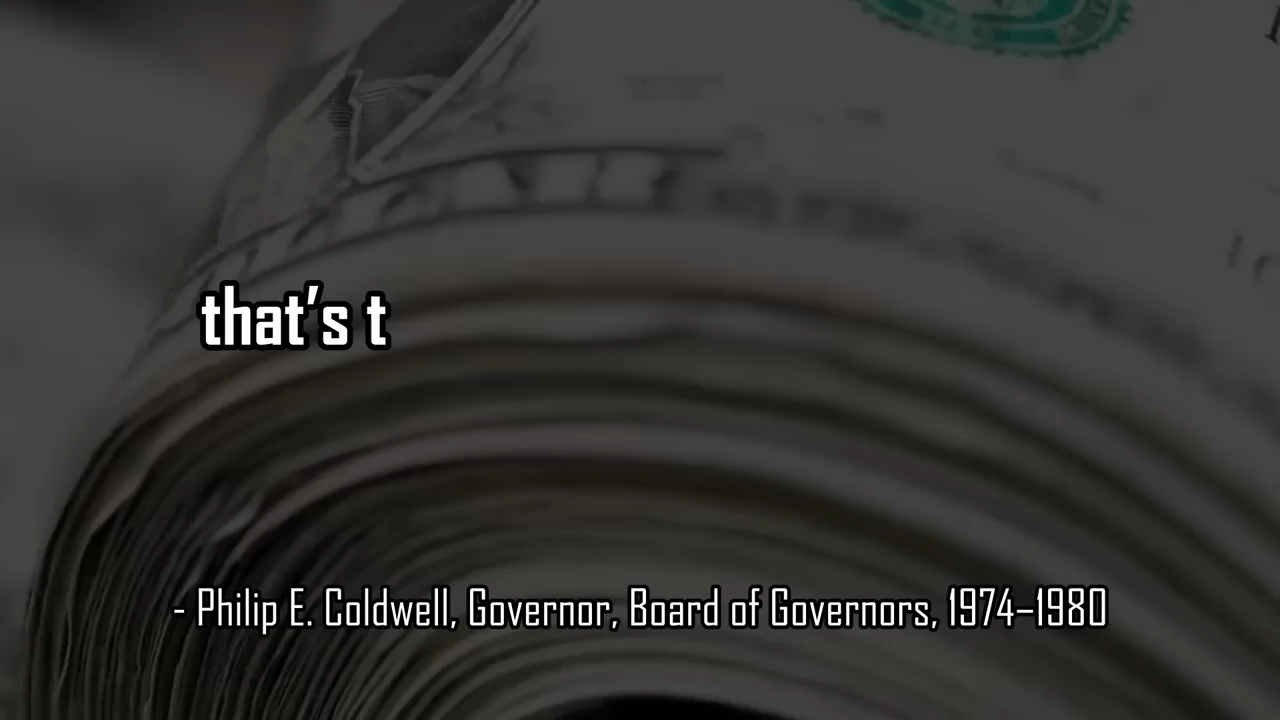 that's t
- Philip E. Coldwell, Governor, Board of Governors, 1974–1980